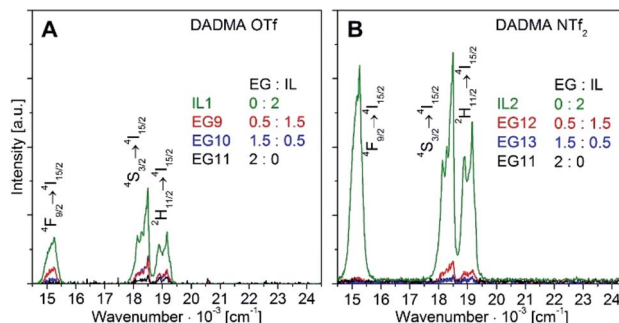 A
DADMA OTf
EG : IL
IL1 0 : 2
EG9 0.5 : 1.5
EG10 1.5 : 0.5
EG11 2 : 0
⁴F₉/₂→⁴I₁₅/₂
⁴S₃/₂→⁴I₁₅/₂
²H₁₁/₂→⁴I₁₅/₂
Intensity [a.u.]
15 16 17 18 19 20 21 22 23 24
Wavenumber · 10⁻³ [cm⁻¹]
B
DADMA NTf₂
EG : IL
IL2 0 : 2
EG12 0.5 : 1.5
EG13 1.5 : 0.5
EG11 2 : 0
⁴F₉/₂→⁴I₁₅/₂
⁴S₃/₂→⁴I₁₅/₂
²H₁₁/₂→⁴I₁₅/₂
15 16 17 18 19 20 21 22 23 24
Wavenumber · 10⁻³ [cm⁻¹]